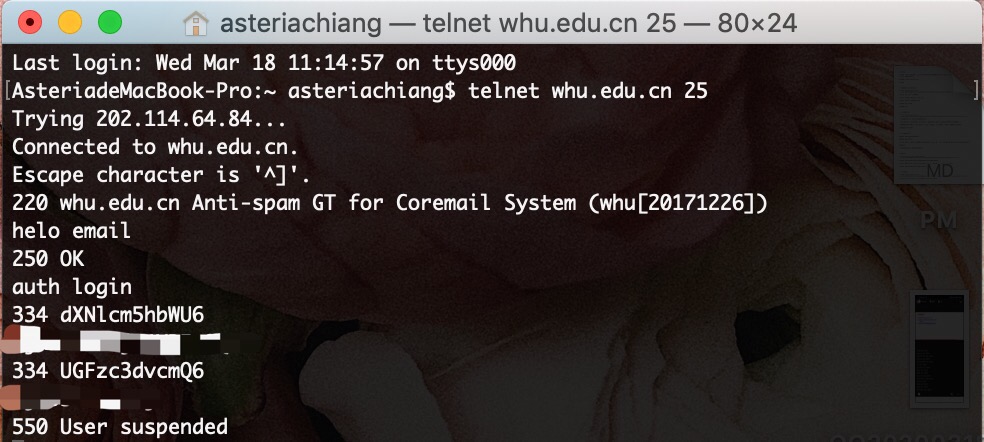 asteriachiang — telnet whu.edu.cn 25 — 80×24
Last login: Wed Mar 18 11:14:57 on ttys000
[AsteriadeMacBook-Pro:~ asteriachiang$ telnet whu.edu.cn 25 ]
Trying 202.114.64.84...
Connected to whu.edu.cn.
Escape character is '^]'.
220 whu.edu.cn Anti-spam GT for Coremail System (whu[20171226])
helo email
250 OK
auth login
334 dXNlcm5hbWU6
334 UGFzc3dvcmQ6
550 User suspended
MD
PM